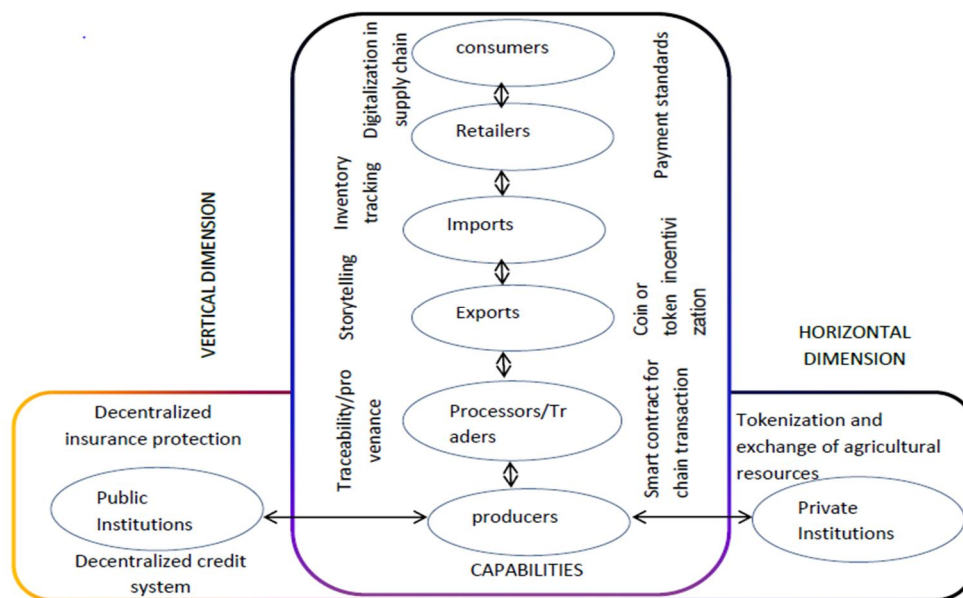 consumers
Digitalization in
supply chain
Payment standards
Retailers
Inventory
tracking
Imports
VERTICAL DIMENSION
Storytelling
Exports
Coin or
token incentivi
zation
HORIZONTAL
DIMENSION
Decentralized
insurance protection
Traceability/pro
venance
Processors/Tr
aders
Smart contract for
chain transaction
Tokenization and
exchange of agricultural
resources
Public
Institutions
producers
Private
Institutions
Decentralized credit
system
CAPABILITIES